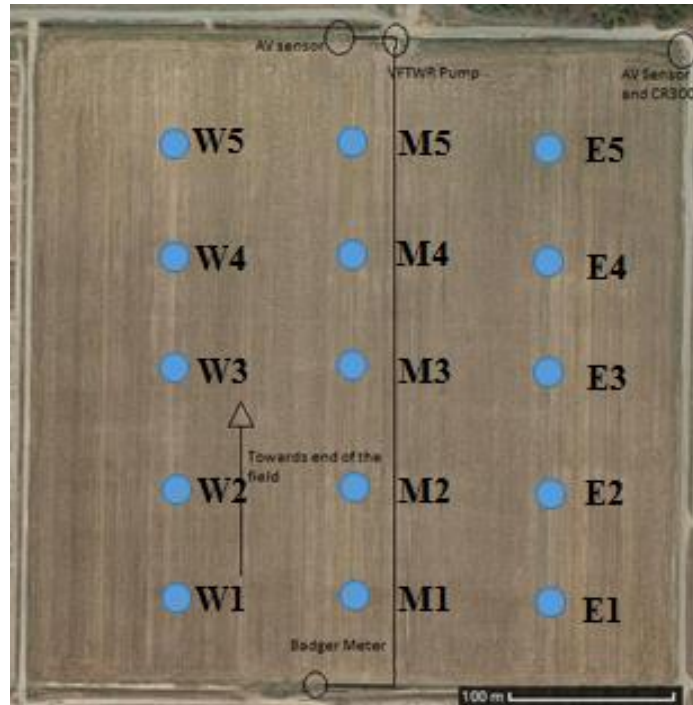 AV sensor
VFTWR Pump
AV Sensor
and CR300
W5
M5
E5
W4
M4
E4
W3
M3
E3
Towards end of the
field
W2
M2
E2
W1
M1
E1
Badger Meter
100 m